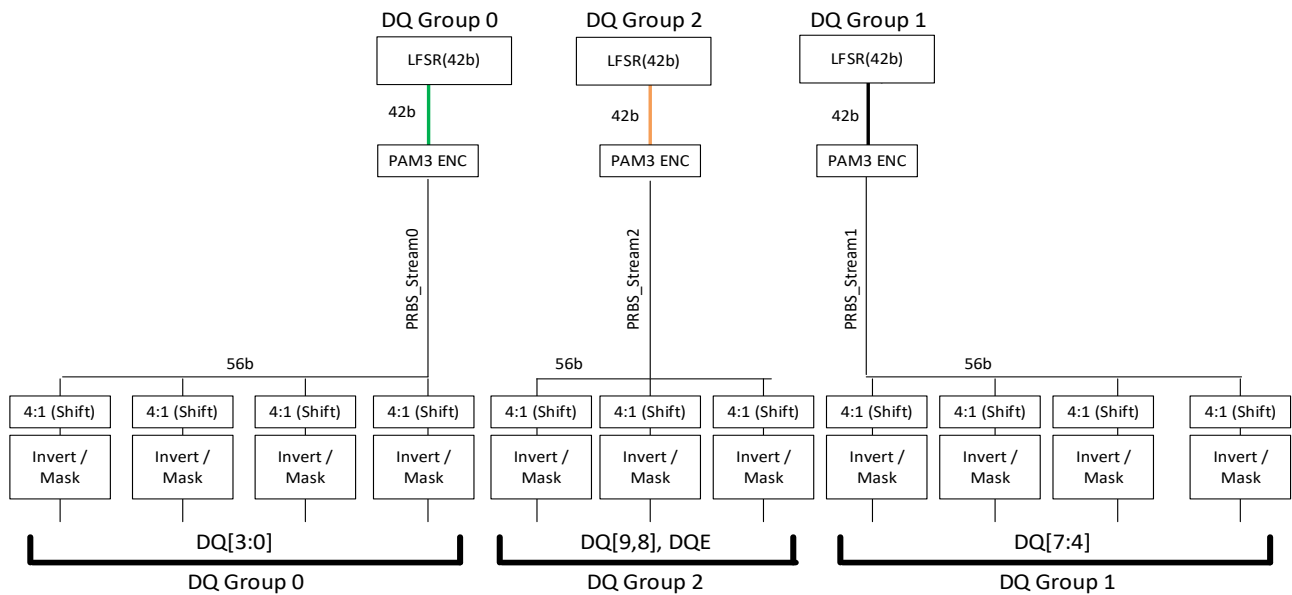 DQ Group 0
DQ Group 2
DQ Group 1
LFSR(42b)
LFSR(42b)
LFSR(42b)
42b
42b
42b
PAM3 ENC
PAM3 ENC
PAM3 ENC
PRBS_Stream0
PRBS_Stream2
PRBS_Stream1
56b
56b
56b
4:1 (Shift)
4:1 (Shift)
4:1 (Shift)
4:1 (Shift)
4:1 (Shift)
4:1 (Shift)
4:1 (Shift)
4:1 (Shift)
4:1 (Shift)
4:1 (Shift)
4:1 (Shift)
Invert /
Mask
Invert /
Mask
Invert /
Mask
Invert /
Mask
Invert /
Mask
Invert /
Mask
Invert /
Mask
Invert /
Mask
Invert /
Mask
Invert /
Mask
Invert /
Mask
DQ[3:0]
DQ[9,8], DQE
DQ[7:4]
DQ Group 0
DQ Group 2
DQ Group 1